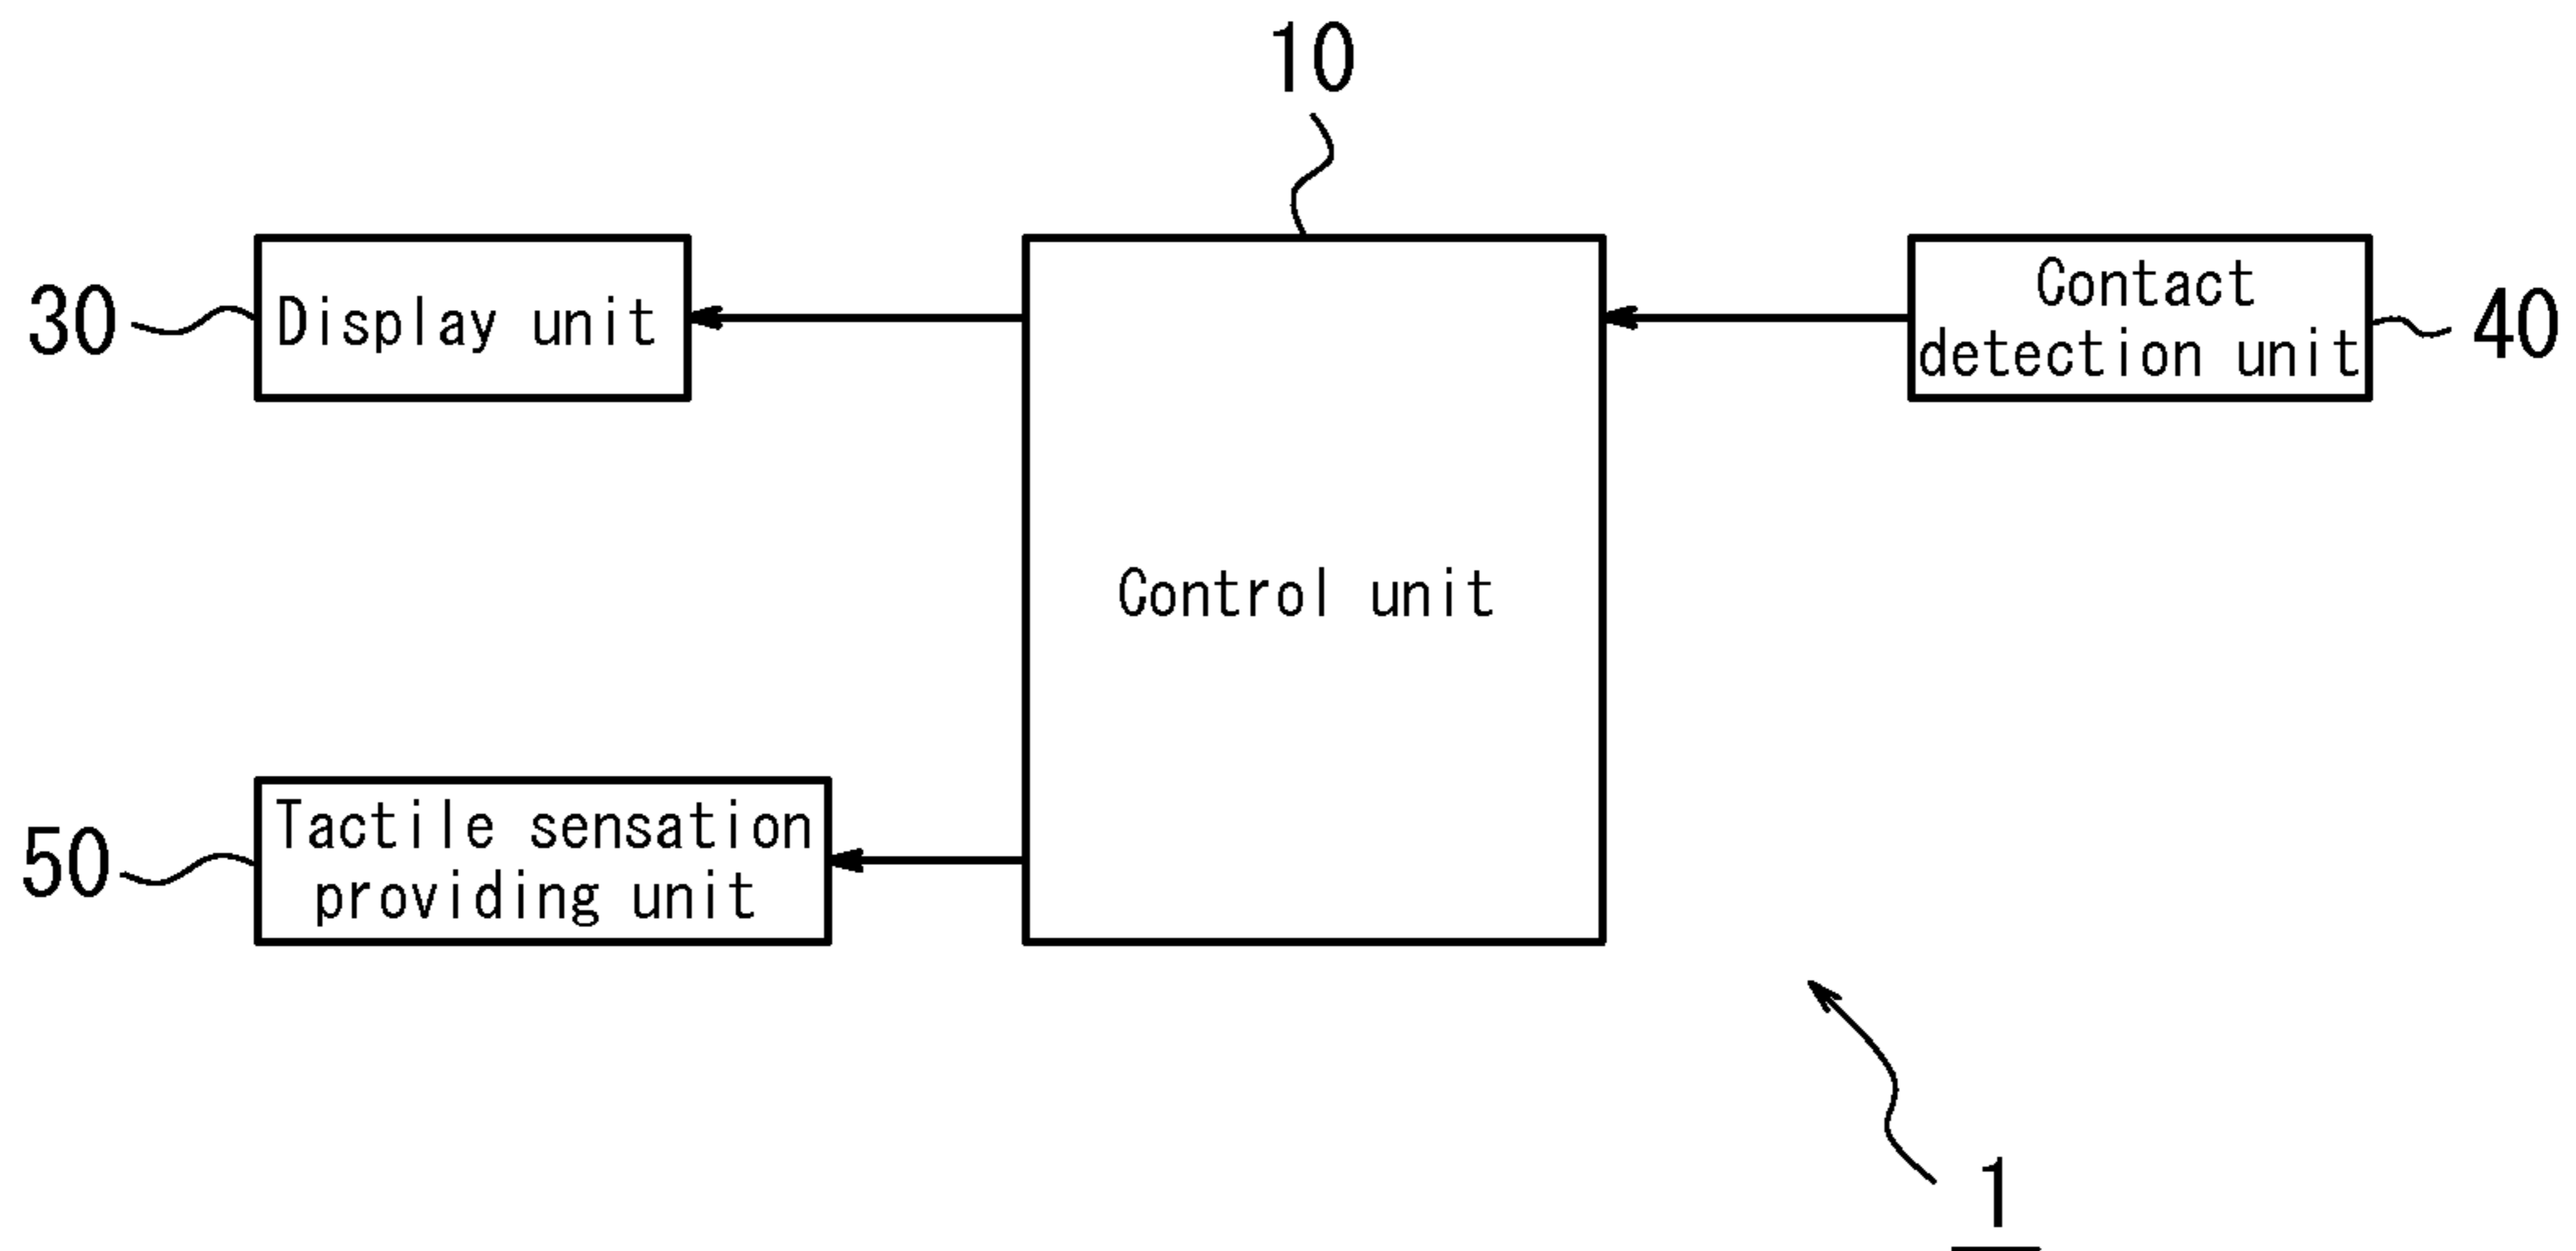 10
30
Display unit
Contact
detection unit
40
Control unit
50
Tactile sensation
providing unit
1